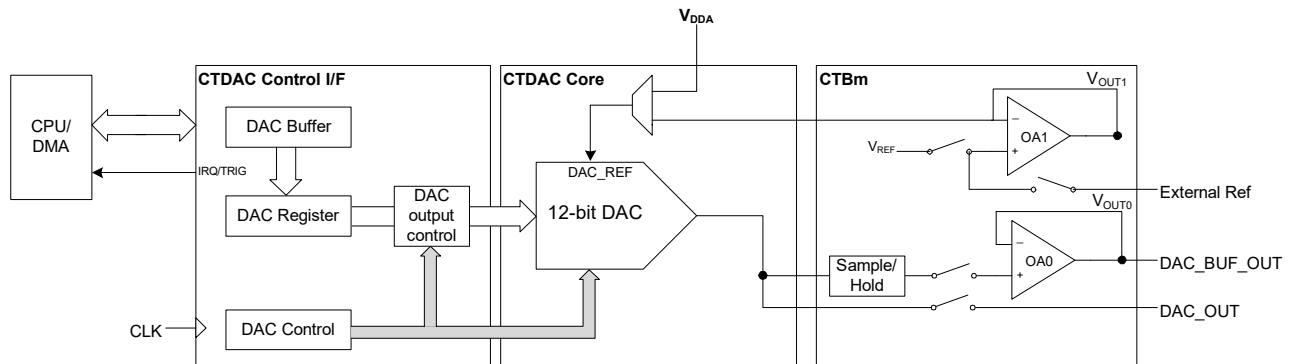 VDDA
CTDAC Control I/F
CTDAC Core
CTBm
CPU/
DMA
IRQ/TRIG
DAC Buffer
DAC Register
DAC
output
control
DAC Control
CLK
DAC_REF
12-bit DAC
VOUT1
OA1
VREF
External Ref
VOUT0
OA0
Sample/
Hold
DAC_BUF_OUT
DAC_OUT